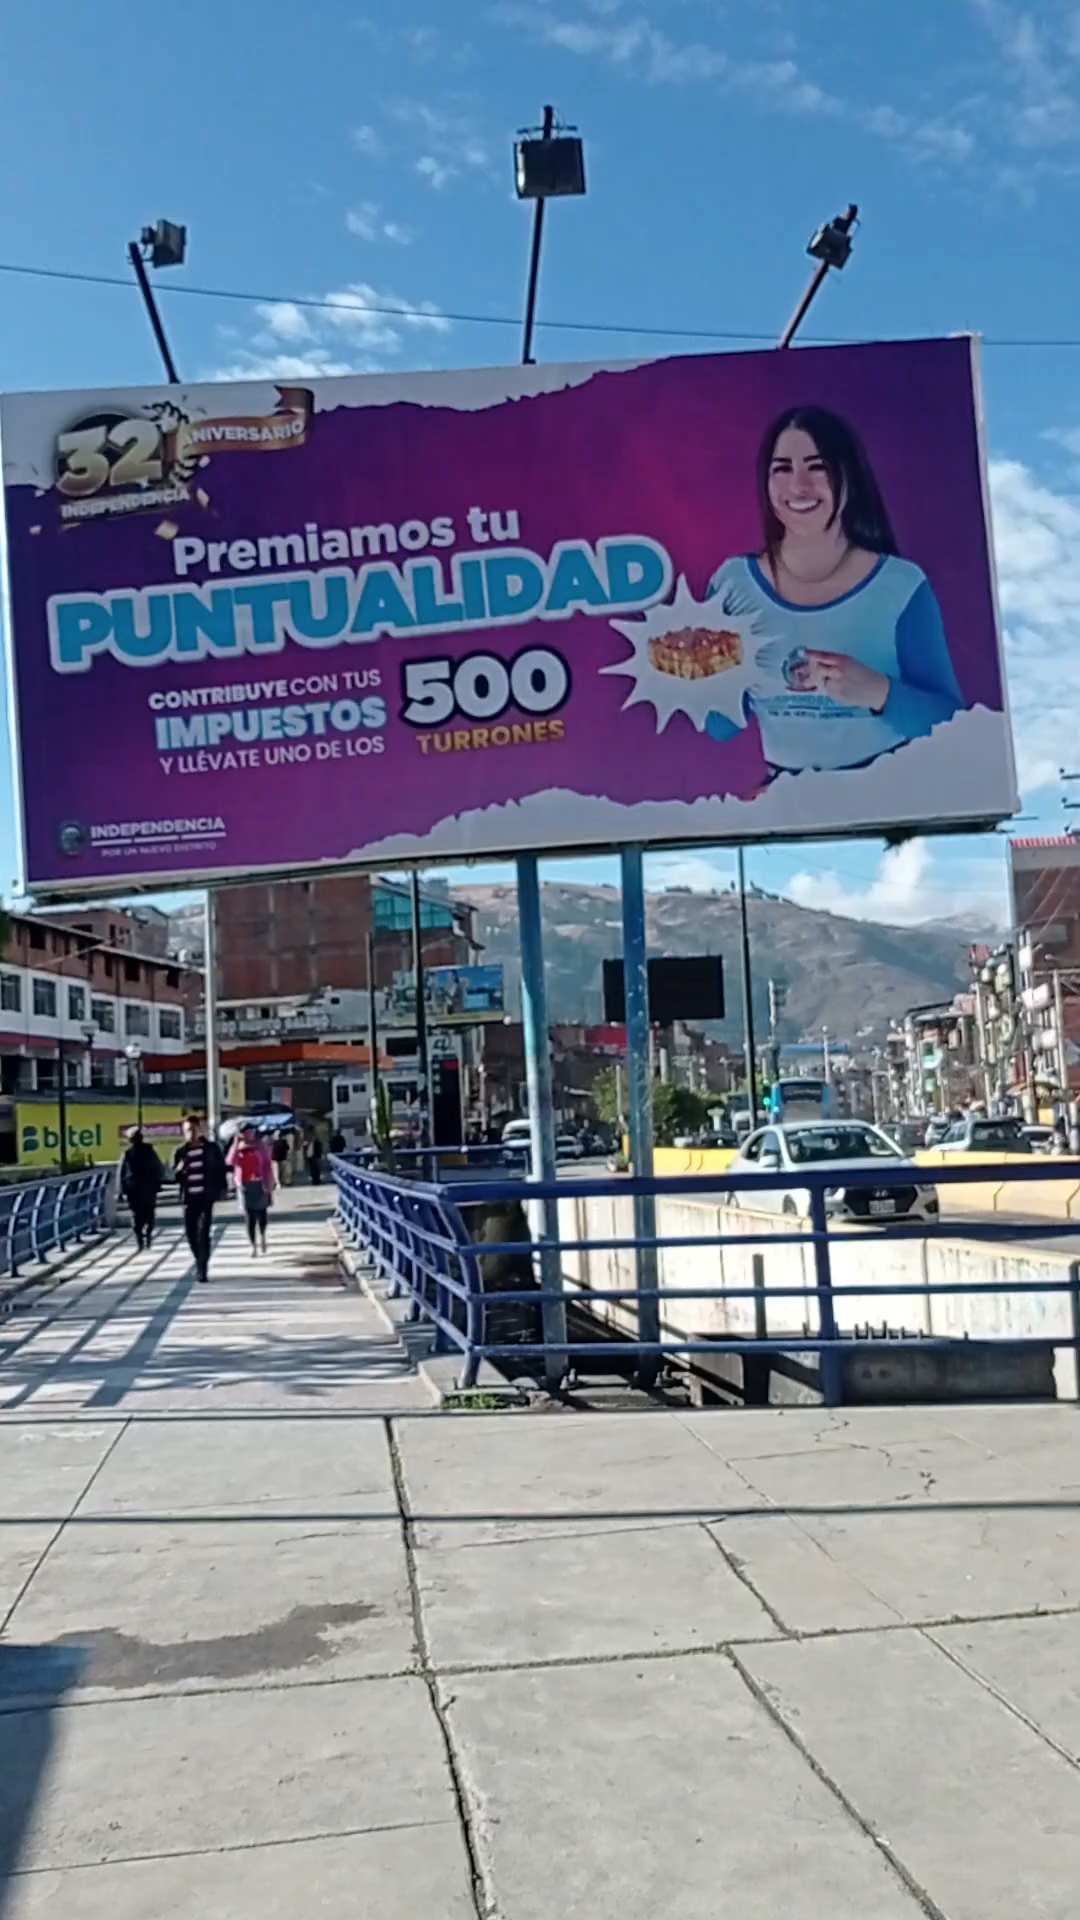 32°
ANIVERSARIO
INDEPENDENCIA
Premiamos tu
PUNTUALIDAD
CONTRIBUYE CON TUS
IMPUESTOS
Y LLÉVATE UNO DE LOS
500
TURRONES
INDEPENDENCIA
POR UN NUEVO DISTRITO
bitel